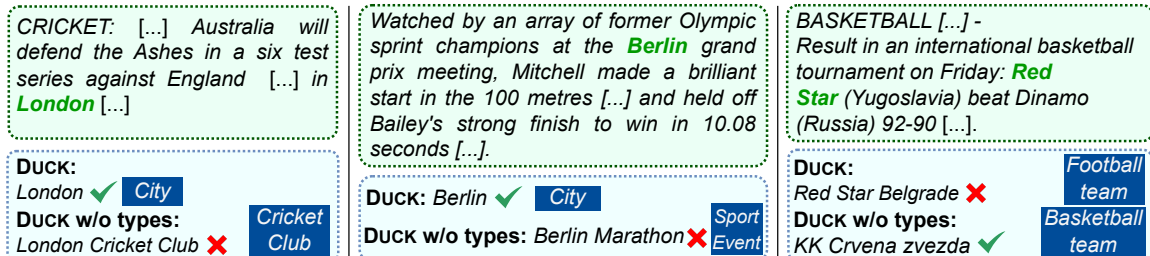 CRICKET: [...] Australia will
defend the Ashes in a six test
series against England [...] in
London [...]
DUCK:
London City
DUCK w/o types:
London Cricket Club
Cricket
Club
Watched by an array of former Olympic
sprint champions at the Berlin grand
prix meeting, Mitchell made a brilliant
start in the 100 metres [...] and held off
Bailey's strong finish to win in 10.08
seconds [...].
DUCK: Berlin City
DUCK w/o types: Berlin Marathon
Sport
Event
BASKETBALL [...] -
Result in an international basketball
tournament on Friday: Red
Star (Yugoslavia) beat Dinamo
(Russia) 92-90 [...].
DUCK:
Red Star Belgrade
Football
team
DUCK w/o types:
KK Crvena zvezda
Basketball
team